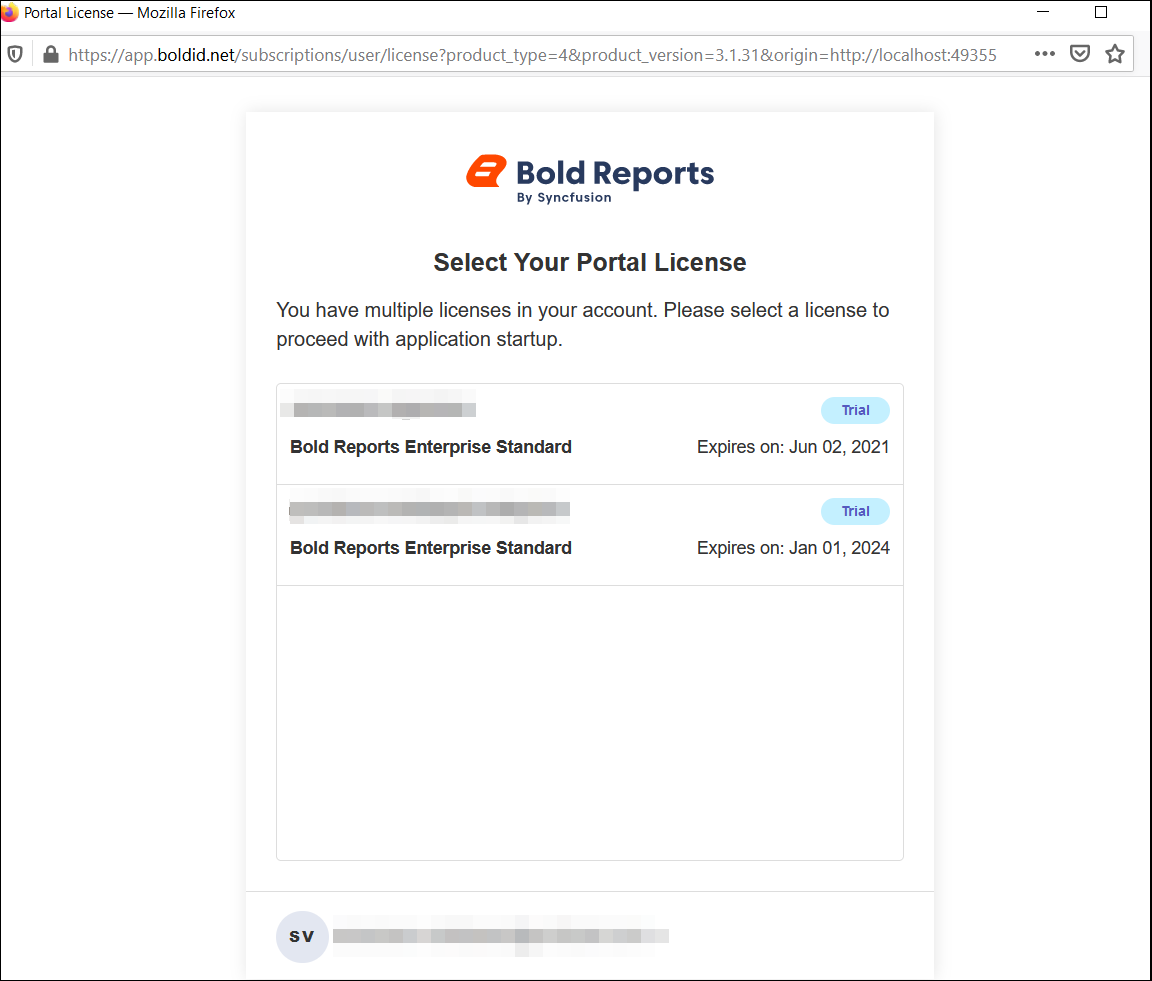 Portal License — Mozilla Firefox
https://app.boldid.net/subscriptions/user/license?product_type=4&product_version=3.1.31&origin=http://localhost:49355
Bold Reports
By Syncfusion
Select Your Portal License
You have multiple licenses in your account. Please select a license to
proceed with application startup.
Trial
Bold Reports Enterprise Standard Expires on: Jun 02, 2021
Trial
Bold Reports Enterprise Standard Expires on: Jan 01, 2024
SV